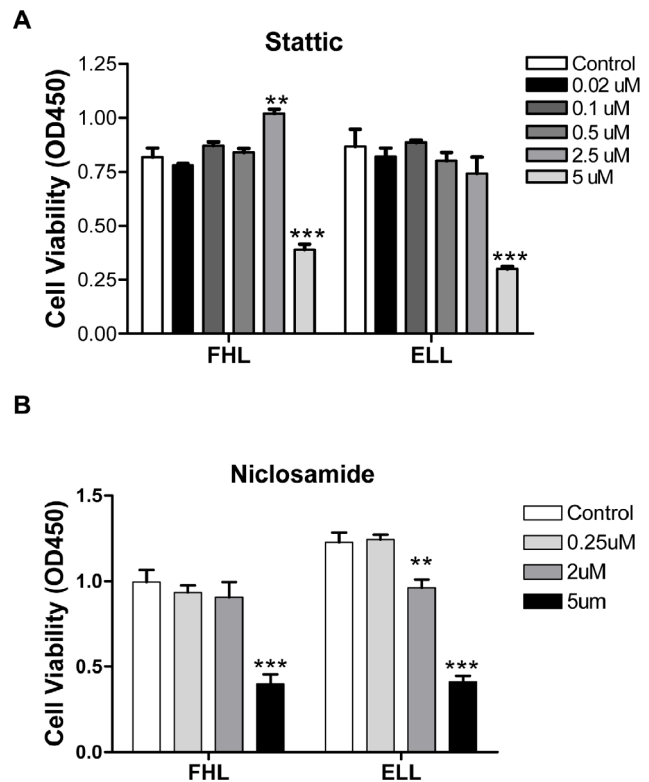 A
Stattic
Cell Viability (OD450)
1.25
1.00
0.75
0.50
0.25
0.00
**
***
***
FHL
ELL
Control
0.02 uM
0.1 uM
0.5 uM
2.5 uM
5 uM
B
Niclosamide
Cell Viability (OD450)
1.5
1.0
0.5
0.0
***
**
***
FHL
ELL
Control
0.25uM
2uM
5um